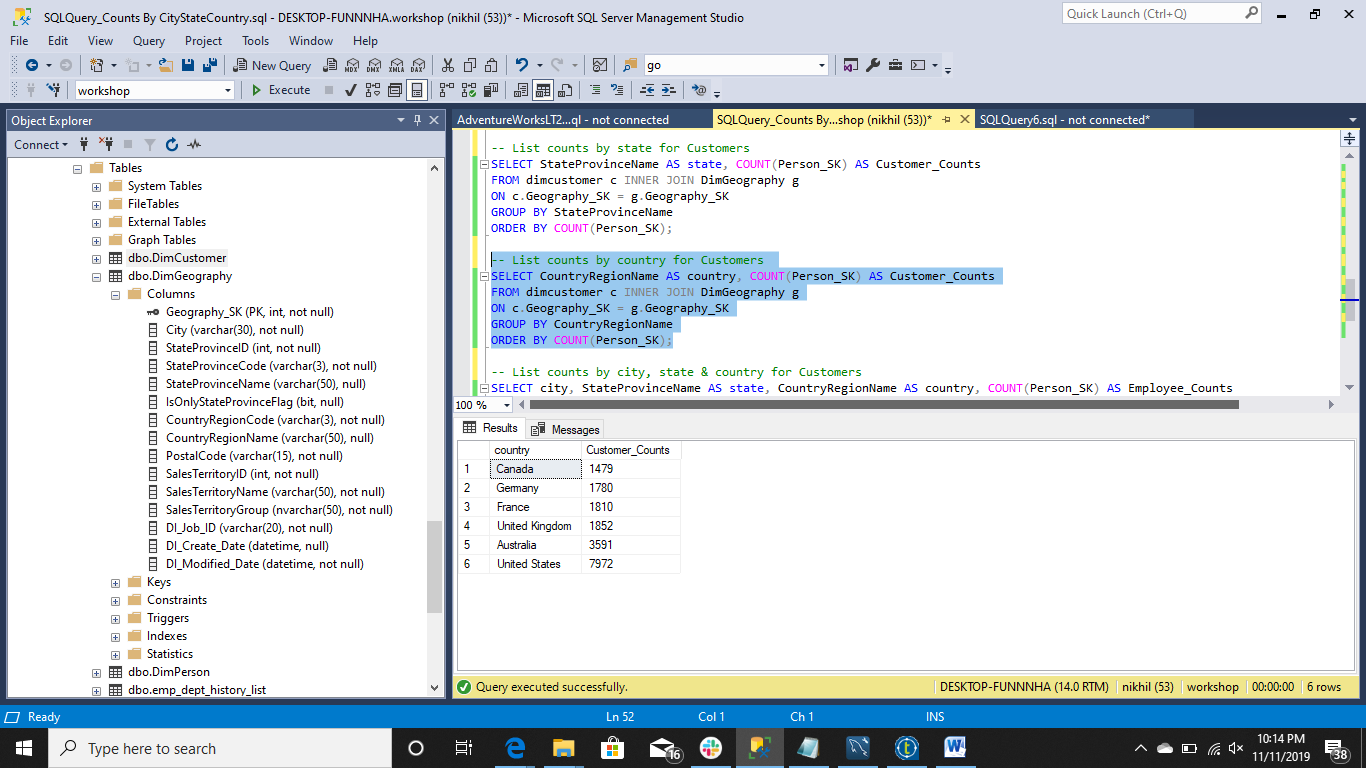 SQLQuery_Counts By CityStateCountry.sql - DESKTOP-FUNNNHA.workshop (nikhil (53))* - Microsoft SQL Server Management Studio
Quick Launch (Ctrl+Q)
File Edit View Query Project Tools Window Help
New Query MDX DMX XMLA DAX go
workshop Execute
Object Explorer
Connect
Tables
System Tables
FileTables
External Tables
Graph Tables
dbo.DimCustomer
dbo.DimGeography
Columns
Geography_SK (PK, int, not null)
City (varchar(30), not null)
StateProvinceID (int, not null)
StateProvinceCode (varchar(3), not null)
StateProvinceName (varchar(50), null)
IsOnlyStateProvinceFlag (bit, null)
CountryRegionCode (varchar(3), not null)
CountryRegionName (varchar(50), null)
PostalCode (varchar(15), not null)
SalesTerritoryID (int, not null)
SalesTerritoryName (varchar(50), not null)
SalesTerritoryGroup (nvarchar(50), not null)
DI_Job_ID (varchar(20), not null)
DI_Create_Date (datetime, null)
DI_Modified_Date (datetime, not null)
Keys
Constraints
Triggers
Indexes
Statistics
dbo.DimPerson
dbo.emp_dept_history_list
AdventureWorksLT2...ql - not connected
SQLQuery_Counts By...shop (nikhil (53))*
SQLQuery6.sql - not connected*
-- List counts by state for Customers
SELECT StateProvinceName AS state, COUNT(Person_SK) AS Customer_Counts
FROM dimcustomer c INNER JOIN DimGeography g
ON c.Geography_SK = g.Geography_SK
GROUP BY StateProvinceName
ORDER BY COUNT(Person_SK);
-- List counts by country for Customers
SELECT CountryRegionName AS country, COUNT(Person_SK) AS Customer_Counts
FROM dimcustomer c INNER JOIN DimGeography g
ON c.Geography_SK = g.Geography_SK
GROUP BY CountryRegionName
ORDER BY COUNT(Person_SK);
-- List counts by city, state & country for Customers
SELECT city, StateProvinceName AS state, CountryRegionName AS country, COUNT(Person_SK) AS Employee_Counts
100 %
Results Messages
country Customer_Counts
1 Canada 1479
2 Germany 1780
3 France 1810
4 United Kingdom 1852
5 Australia 3591
6 United States 7972
Query executed successfully. DESKTOP-FUNNNHA (14.0 RTM) nikhil (53) workshop 00:00:00 6 rows
Ready Ln 52 Col 1 Ch 1 INS
Type here to search
16
10:14 PM
11/11/2019
38